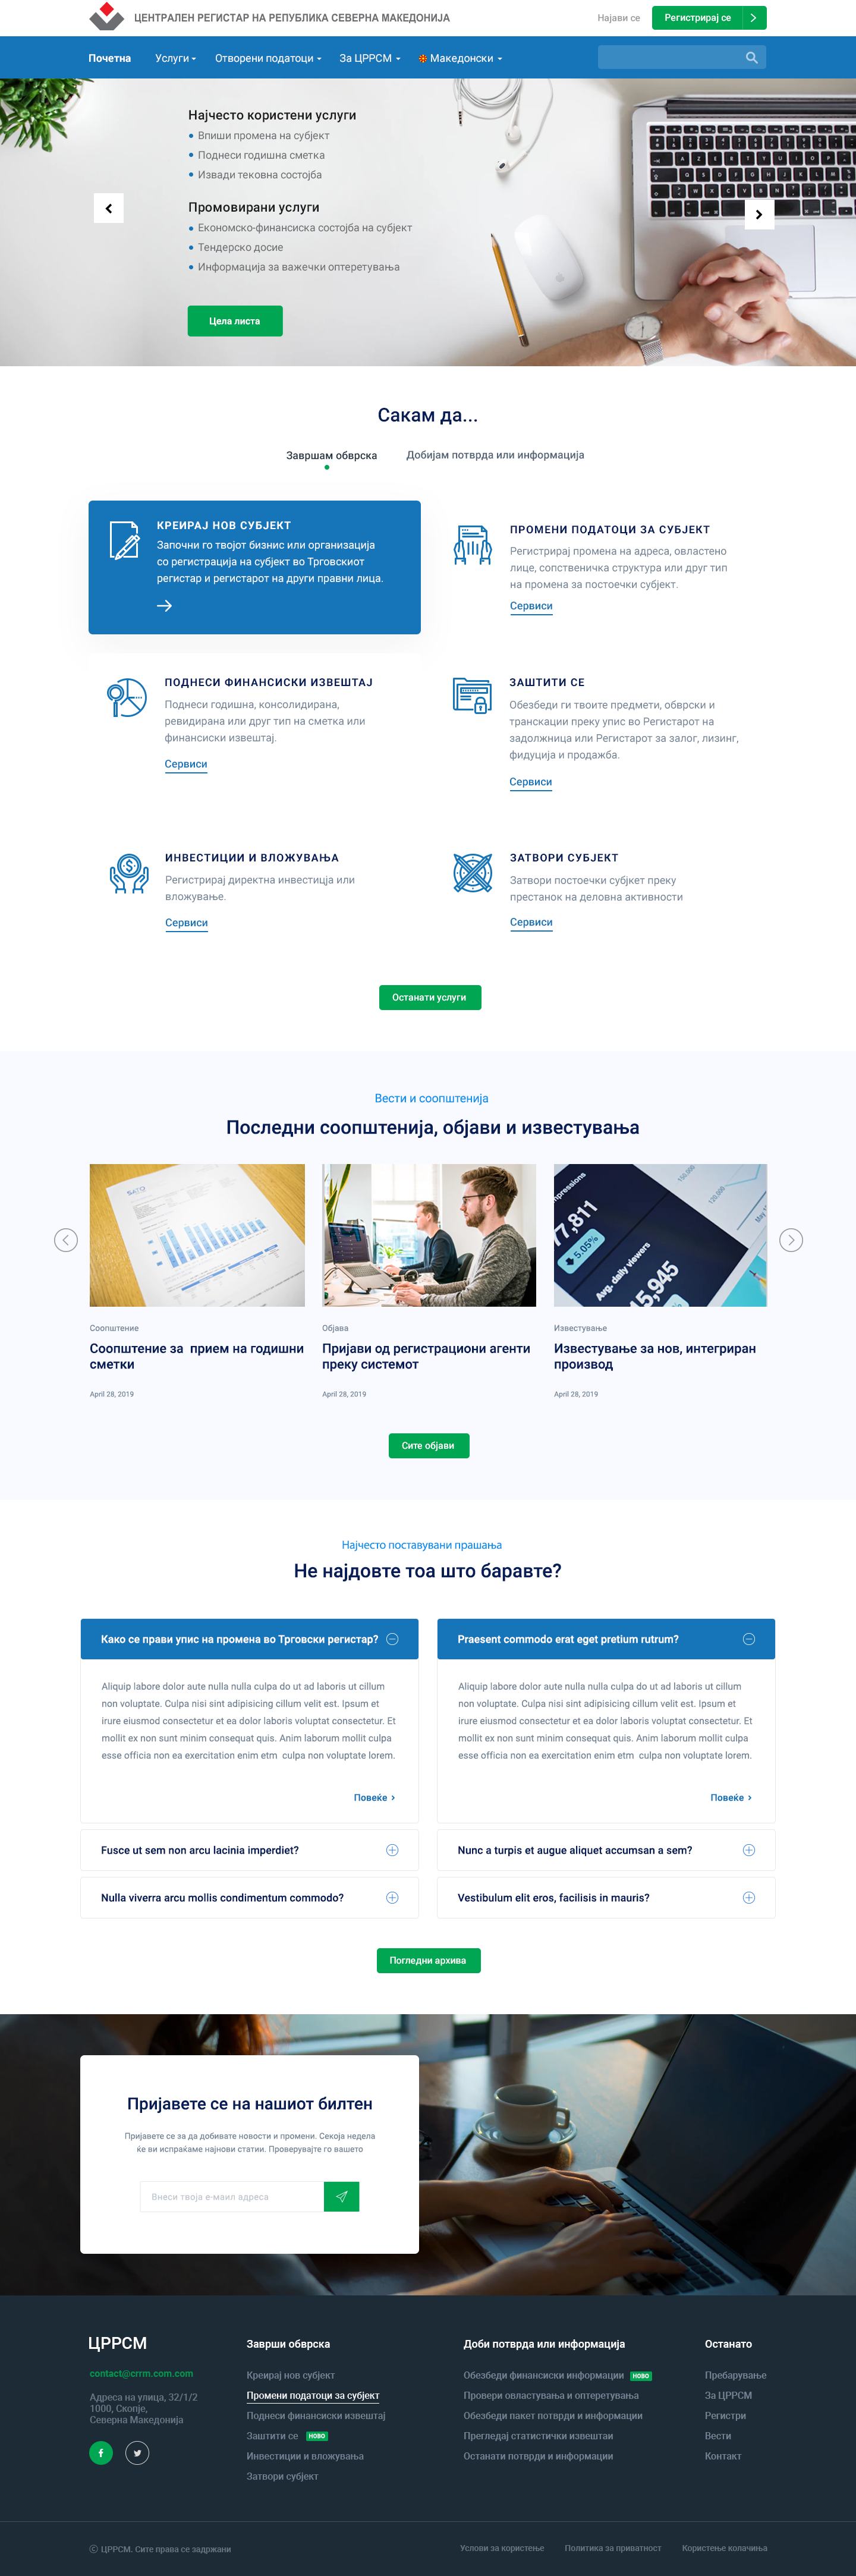 ЦЕНТРАЛЕН РЕГИСТАР НА РЕПУБЛИКА СЕВЕРНА МАКЕДОНИЈА
Најави се
Регистрирај се
Почетна
Услуги
Отворени податоци
За ЦРРСМ
Македонски
Најчесто користени услуги
Впиши промена на субјект
Поднеси годишна сметка
Извади тековна состојба
Промовирани услуги
Економско-финансиска состојба на субјект
Тендерско досие
Информација за важечки оптеретувања
Цела листа
Сакам да...
Завршам обврска
Добијам потврда или информација
КРЕИРАЈ НОВ СУБЈЕКТ
Започни го твојот бизнис или организација
со регистрација на субјект во Трговскиот
регистар и регистарот на други правни лица.
ПРОМЕНИ ПОДАТОЦИ ЗА СУБЈЕКТ
Регистрирај промена на адреса, овластено
лице, сопственичка структура или друг тип
на промена за постоечки субјект.
Сервиси
ПОДНЕСИ ФИНАНСИСКИ ИЗВЕШТАЈ
Поднеси годишна, консолидирана,
ревидирана или друг тип на сметка или
финансиски извештај.
Сервиси
ЗАШТИТИ СЕ
Обезбеди ги твоите предмети, обврски и
транскации преку упис во Регистарот на
задолжница или Регистарот за залог, лизинг,
фидуција и продажба.
Сервиси
ИНВЕСТИЦИИ И ВЛОЖУВАЊА
Регистрирај директна инвестиција или
вложување.
Сервиси
ЗАТВОРИ СУБЈЕКТ
Затвори постоечки субјкет преку
престанок на деловна активности
Сервиси
Останати услуги
Вести и соопштенија
Последни соопштенија, објави и известувања
SATO
77,811
5.05%
Avg. daily viewers
15,945
Соопштение
Соопштение за  прием на годишни
сметки
April 28, 2019
Објава
Пријави од регистрациони агенти
преку системот
April 28, 2019
Известување
Известување за нов, интегриран
производ
April 28, 2019
Сите објави
Најчесто поставувани прашања
Не најдовте тоа што баравте?
Како се прави упис на промена во Трговски регистар?
Aliquip labore dolor aute nulla nulla culpa do ut ad laboris ut cillum
non voluptate. Culpa nisi sint adipisicing cillum velit est. Ipsum et
irure eiusmod consectetur et ea dolor laboris voluptat consectetur. Et
mollit ex non sunt minim consequat quis. Anim laborum mollit culpa
esse officia non ea exercitation enim etm  culpa non voluptate lorem.
Повеќе
Fusce ut sem non arcu lacinia imperdiet?
Nulla viverra arcu mollis condimentum commodo?
Praesent commodo erat eget pretium rutrum?
Aliquip labore dolor aute nulla nulla culpa do ut ad laboris ut cillum
non voluptate. Culpa nisi sint adipisicing cillum velit est. Ipsum et
irure eiusmod consectetur et ea dolor laboris voluptat consectetur. Et
mollit ex non sunt minim consequat quis. Anim laborum mollit culpa
esse officia non ea exercitation enim etm  culpa non voluptate lorem.
Повеќе
Nunc a turpis et augue aliquet accumsan a sem?
Vestibulum elit eros, facilisis in mauris?
Погледни архива
Пријавете се на нашиот билтен
Пријавете се за да добивате новости и промени. Секоја недела
ќе ви испраќаме најнови статии. Проверувајте го вашето
Внеси твоја е-маил адреса
ЦРРСМ
contact@crrm.com.com
Адреса на улица, 32/1/2
1000, Скопје,
Северна Македонија
Заврши обврска
Креирај нов субјект
Промени податоци за субјект
Поднеси финансиски извештај
Заштити се НОВО
Инвестиции и вложувања
Затвори субјект
Доби потврда или информација
Обезбеди финансиски информации НОВО
Провери овластувања и оптеретувања
Обезбеди пакет потврди и информации
Прегледај статистички извештаи
Останати потврди и информации
Останато
Пребарување
За ЦРРСМ
Регистри
Вести
Контакт
© ЦРРСМ. Сите права се задржани
Услови за користење
Политика за приватност
Користење колачиња